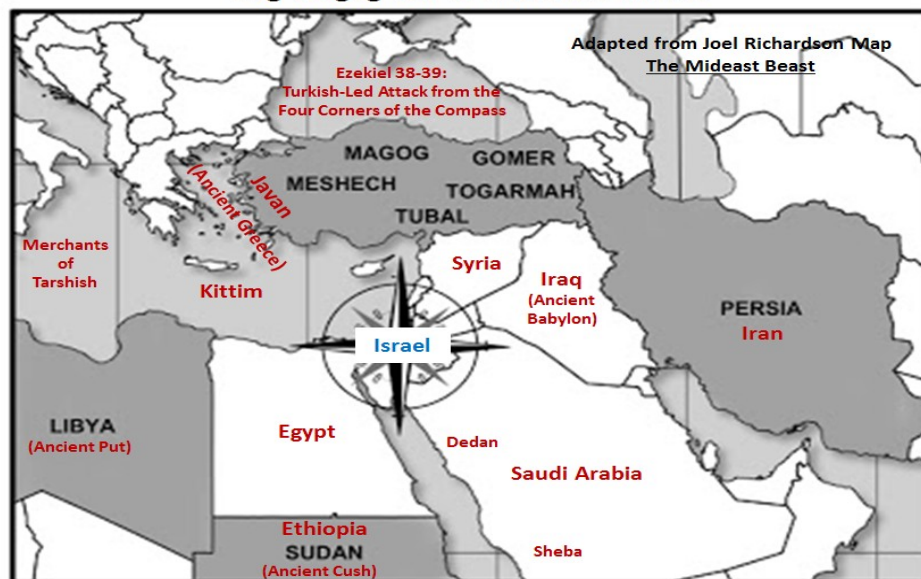 Adapted from Joel Richardson Map
The Mideast Beast
Ezekiel 38-39:
Turkish-Led Attack from the
Four Corners of the Compass
MAGOG
GOMER
MESHECH
TOGARMAH
TUBAL
Javan
(Ancient Greece)
Merchants
of
Tarshish
Kittim
Syria
Iraq
(Ancient
Babylon)
PERSIA
Iran
Israel
LIBYA
(Ancient Put)
Egypt
Dedan
Saudi Arabia
Ethiopia
SUDAN
(Ancient Cush)
Sheba